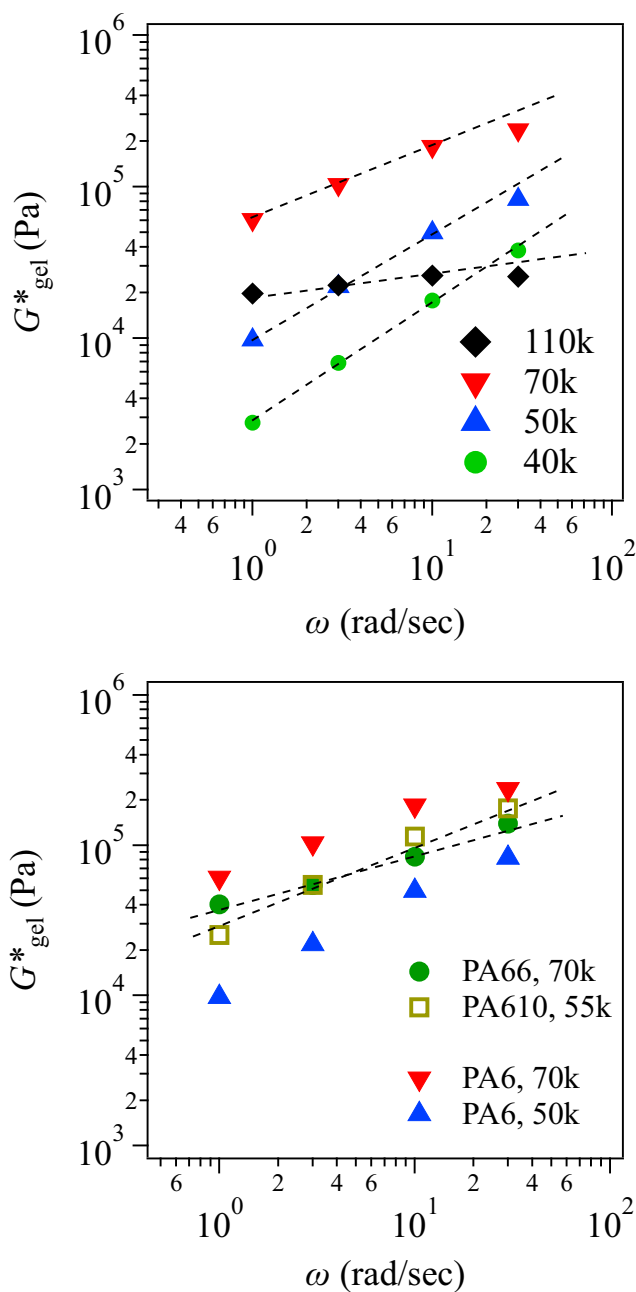 10^6
4
2
10^5
4
2
10^4
4
2
10^3
G*gel (Pa)
110k
70k
50k
40k
4 6 2 4 6 2 4 6
10^0 10^1 10^2
ω (rad/sec)
10^6
4
2
10^5
4
2
10^4
4
2
10^3
G*gel (Pa)
PA66, 70k
PA610, 55k
PA6, 70k
PA6, 50k
6 2 4 6 2 4 6
10^0 10^1 10^2
ω (rad/sec)